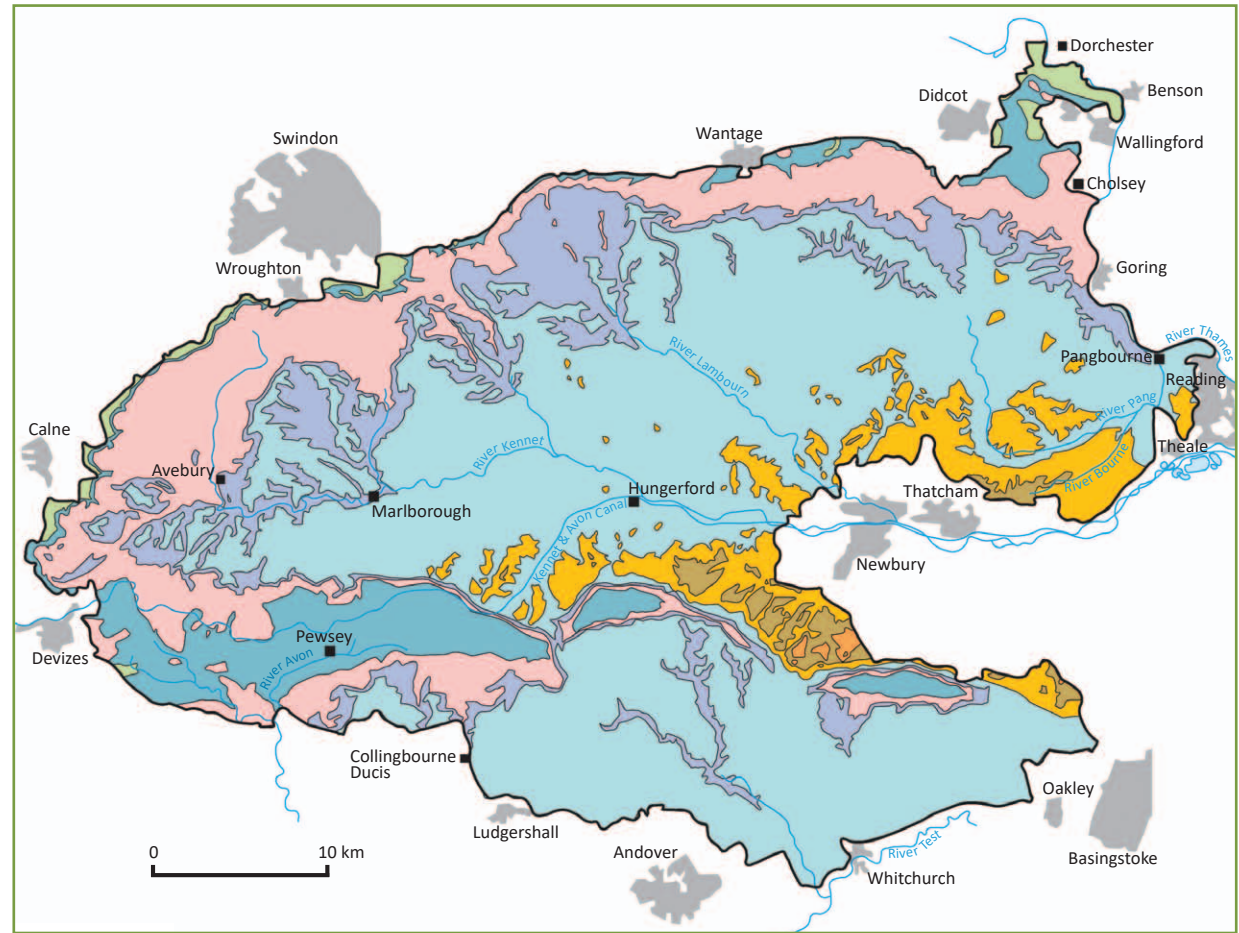 Dorchester
Benson
Didcot
Wallingford
Wantage
Swindon
Cholsey
Wroughton
Goring
River Thames
Pangbourne
River Lambourn
Reading
River Pang
Calne
River Kennet
Theale
Avebury
River Bourne
Hungerford
Thatcham
Marlborough
Kennet & Avon Canal
Newbury
Pewsey
Devizes
River Avon
Collingbourne
Ducis
Oakley
Ludgershall
0 10 km
Andover
River Test
Basingstoke
Whitchurch